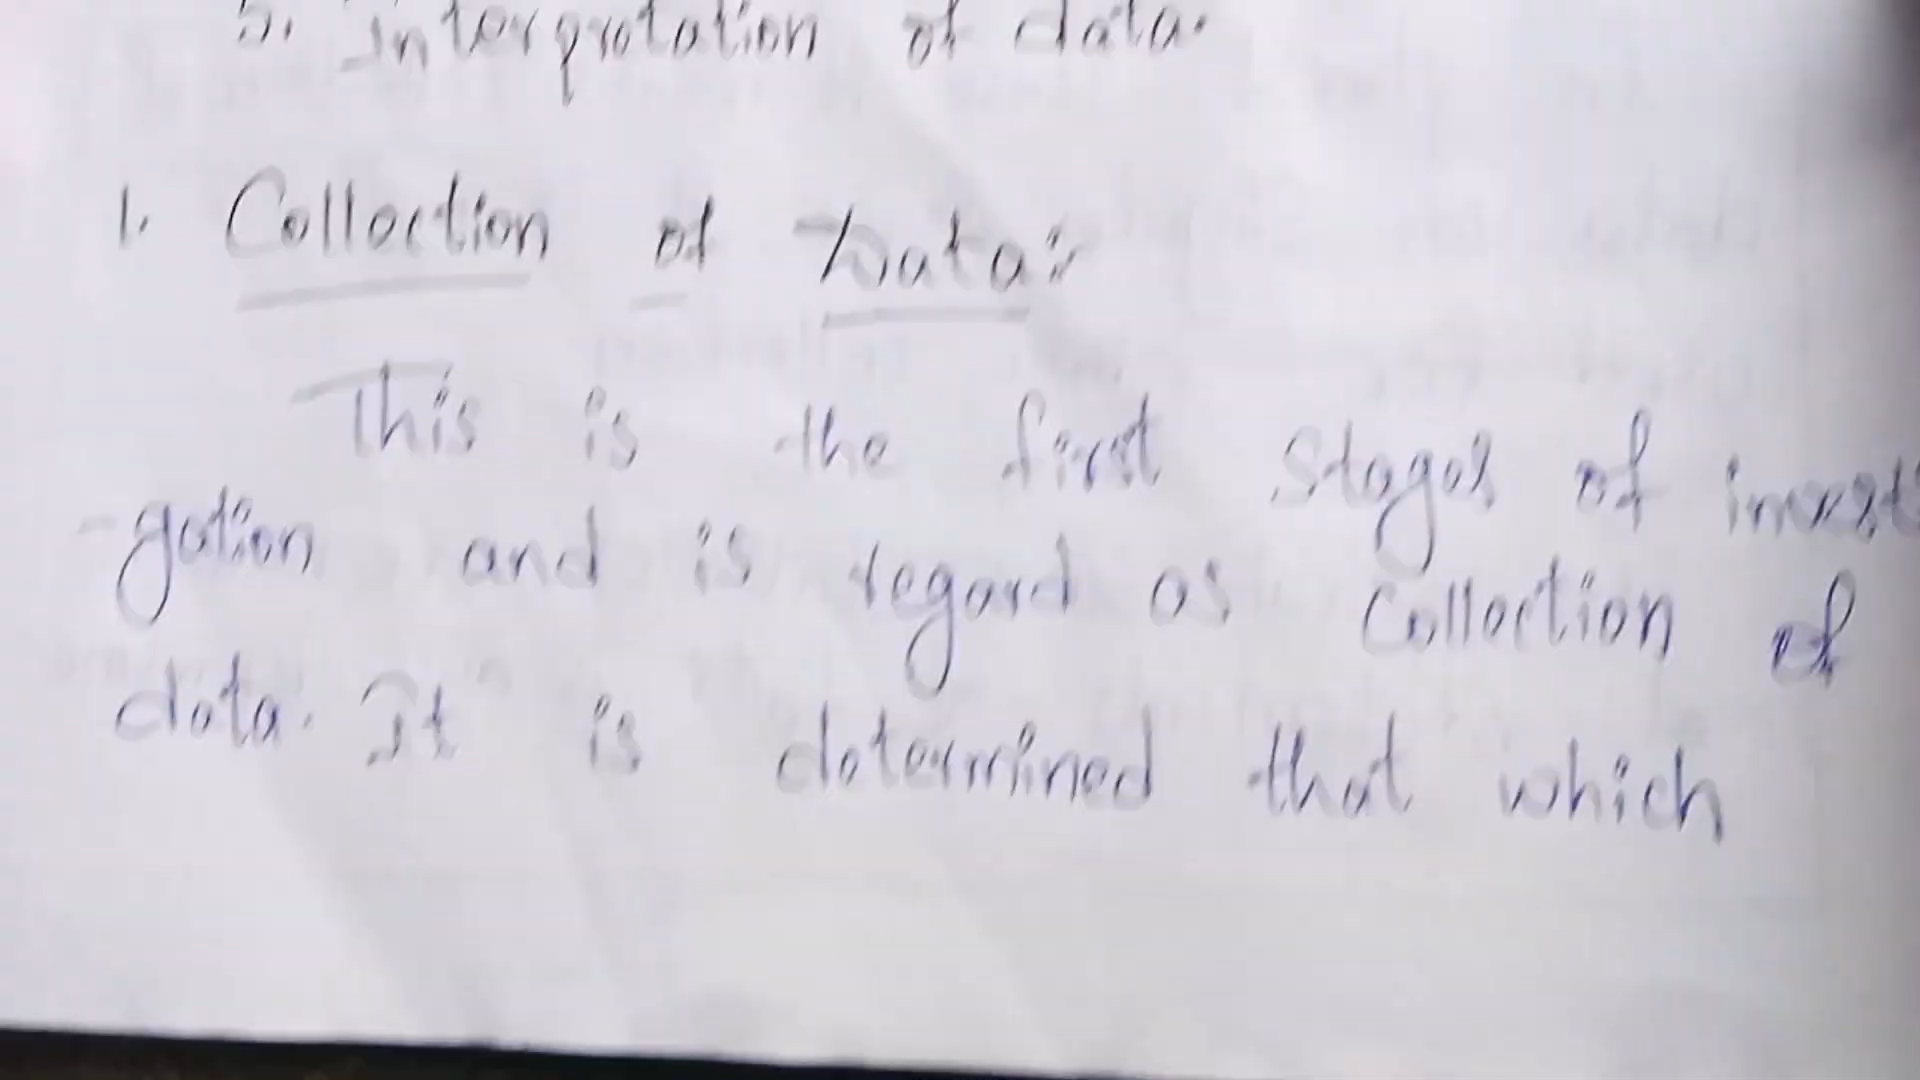 5. Interpretation of data.
1. Collection of Data:-
This is the first stages of investi
-gation and is regard as Collection of
data. It is determined that which